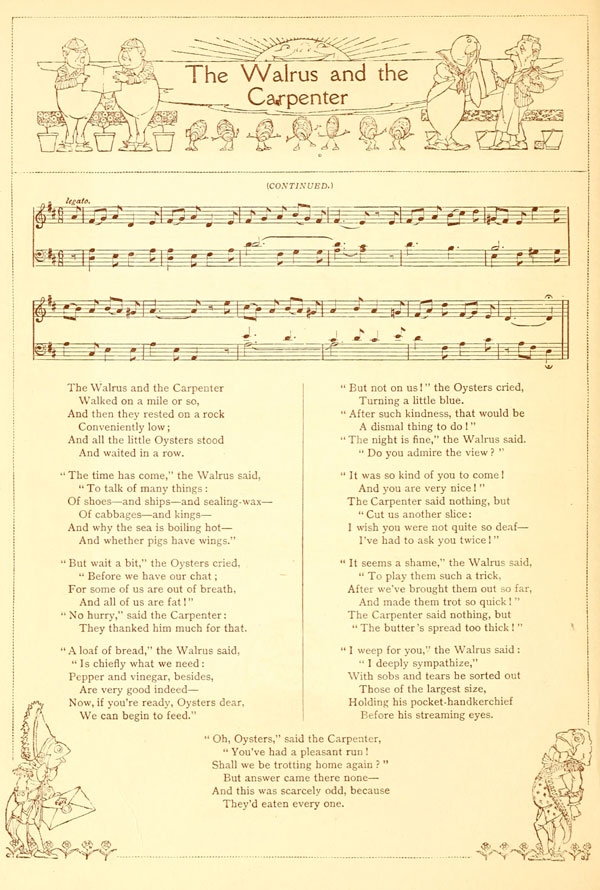 The Walrus and the
Carpenter
(CONTINUED.)
legato.
The Walrus and the Carpenter
Walked on a mile or so,
And then they rested on a rock
Conveniently low;
And all the little Oysters stood
And waited in a row.
"The time has come," the Walrus said,
"To talk of many things:
Of shoes—and ships—and sealing-wax—
Of cabbages—and kings—
And why the sea is boiling hot—
And whether pigs have wings."
"But wait a bit," the Oysters cried,
"Before we have our chat;
For some of us are out of breath,
And all of us are fat!"
"No hurry," said the Carpenter:
They thanked him much for that.
"A loaf of bread," the Walrus said,
"Is chiefly what we need:
Pepper and vinegar, besides,
Are very good indeed—
Now, if you're ready, Oysters dear,
We can begin to feed."
"But not on us!" the Oysters cried,
Turning a little blue.
"After such kindness, that would be
A dismal thing to do!"
"The night is fine," the Walrus said.
"Do you admire the view?"
"It was so kind of you to come!
And you are very nice!"
The Carpenter said nothing, but
"Cut us another slice:
I wish you were not quite so deaf—
I've had to ask you twice!"
"It seems a shame," the Walrus said,
"To play them such a trick,
After we've brought them out so far,
And made them trot so quick!"
The Carpenter said nothing but
"The butter's spread too thick!"
"I weep for you," the Walrus said:
"I deeply sympathize,"
With sobs and tears he sorted out
Those of the largest size,
Holding his pocket-handkerchief
Before his streaming eyes.
"Oh, Oysters," said the Carpenter,
"You've had a pleasant run!
Shall we be trotting home again?"
But answer came there none—
And this was scarcely odd, because
They'd eaten every one.